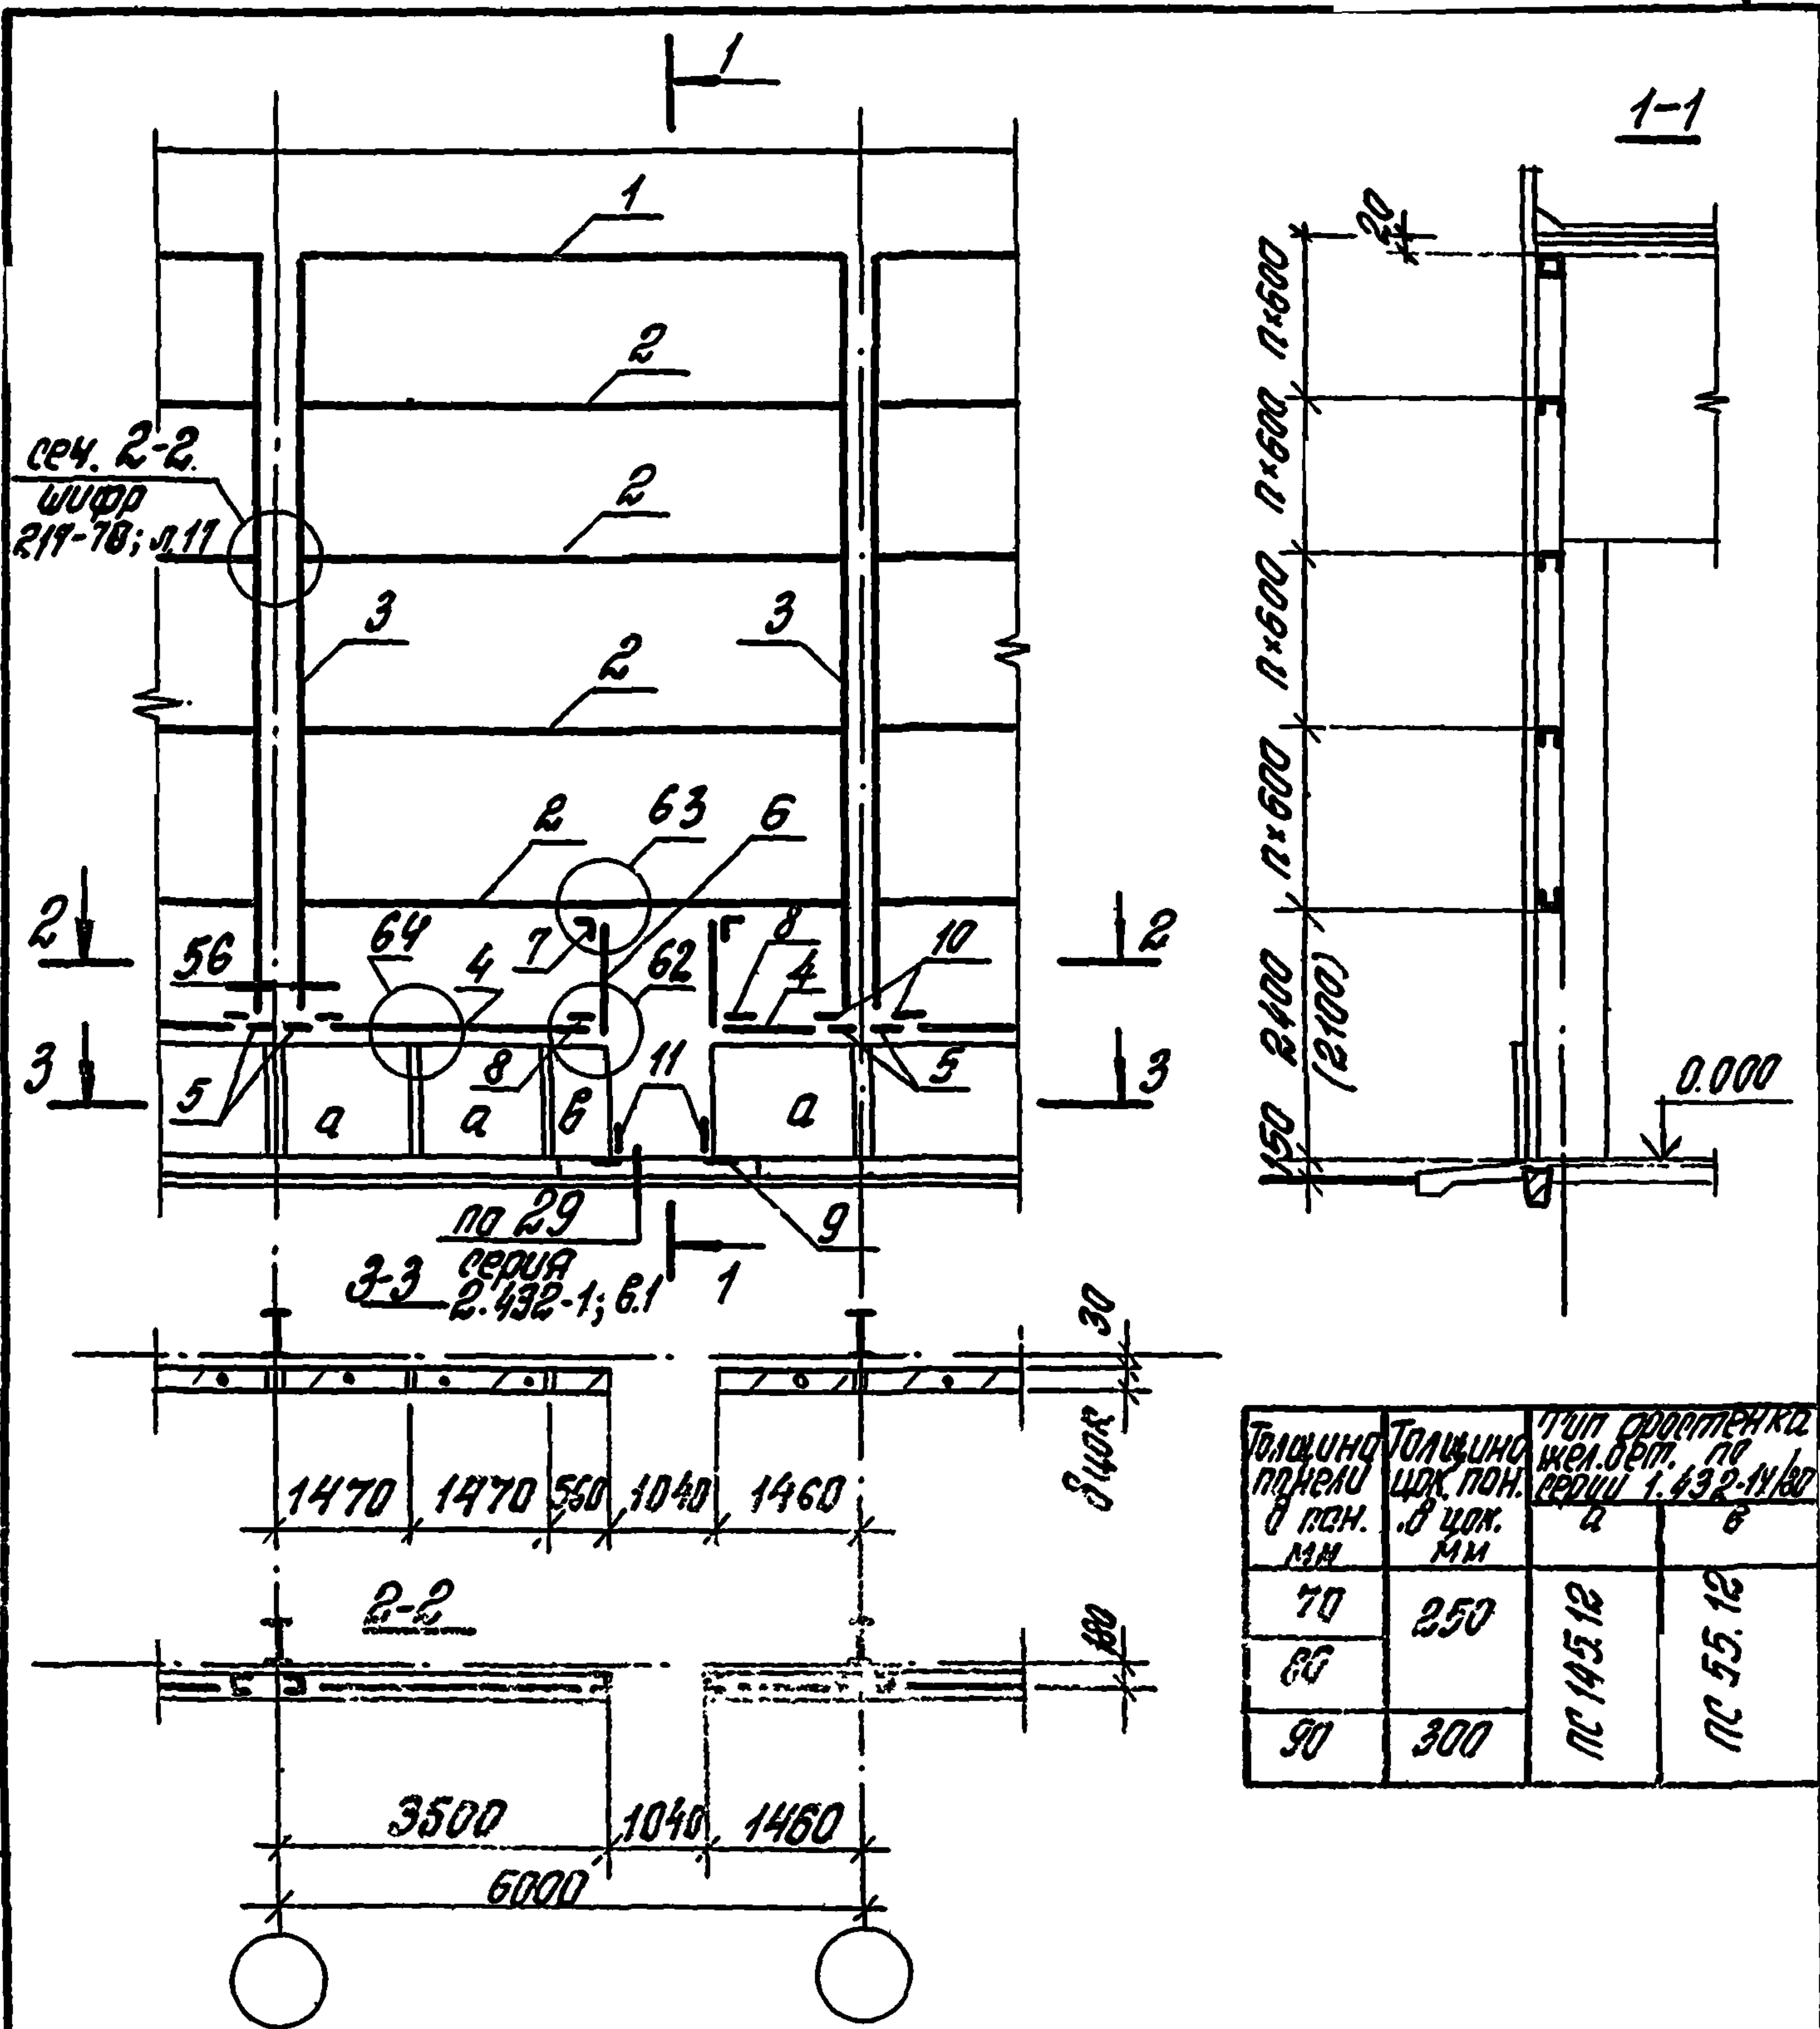 1
1-1
1
20
п×600
2
п×600
сеч. 2-2
шифр
2
п×600
3
3
2
п×600
2
63
6
2
2
56
64
4
7
62
8
4
10
2400
(2100)
3
3
5
8
11
5
а
а
в
а
0.000
150
по 29
серия
2.432-1; в.1
9
1
3-3
30
δ цок
1470
1470
560
1040
1460
2-2
180
3500
1040
1460
6000
Толщина
панели
δ пан.
мм
Толщина
цок. пан.
δ цок.
мм
Тип простенка
жел. бет. по
серии 1.432-14/80
а
в
70
80
90
250
300
ПС 145.12
ПС 55.12